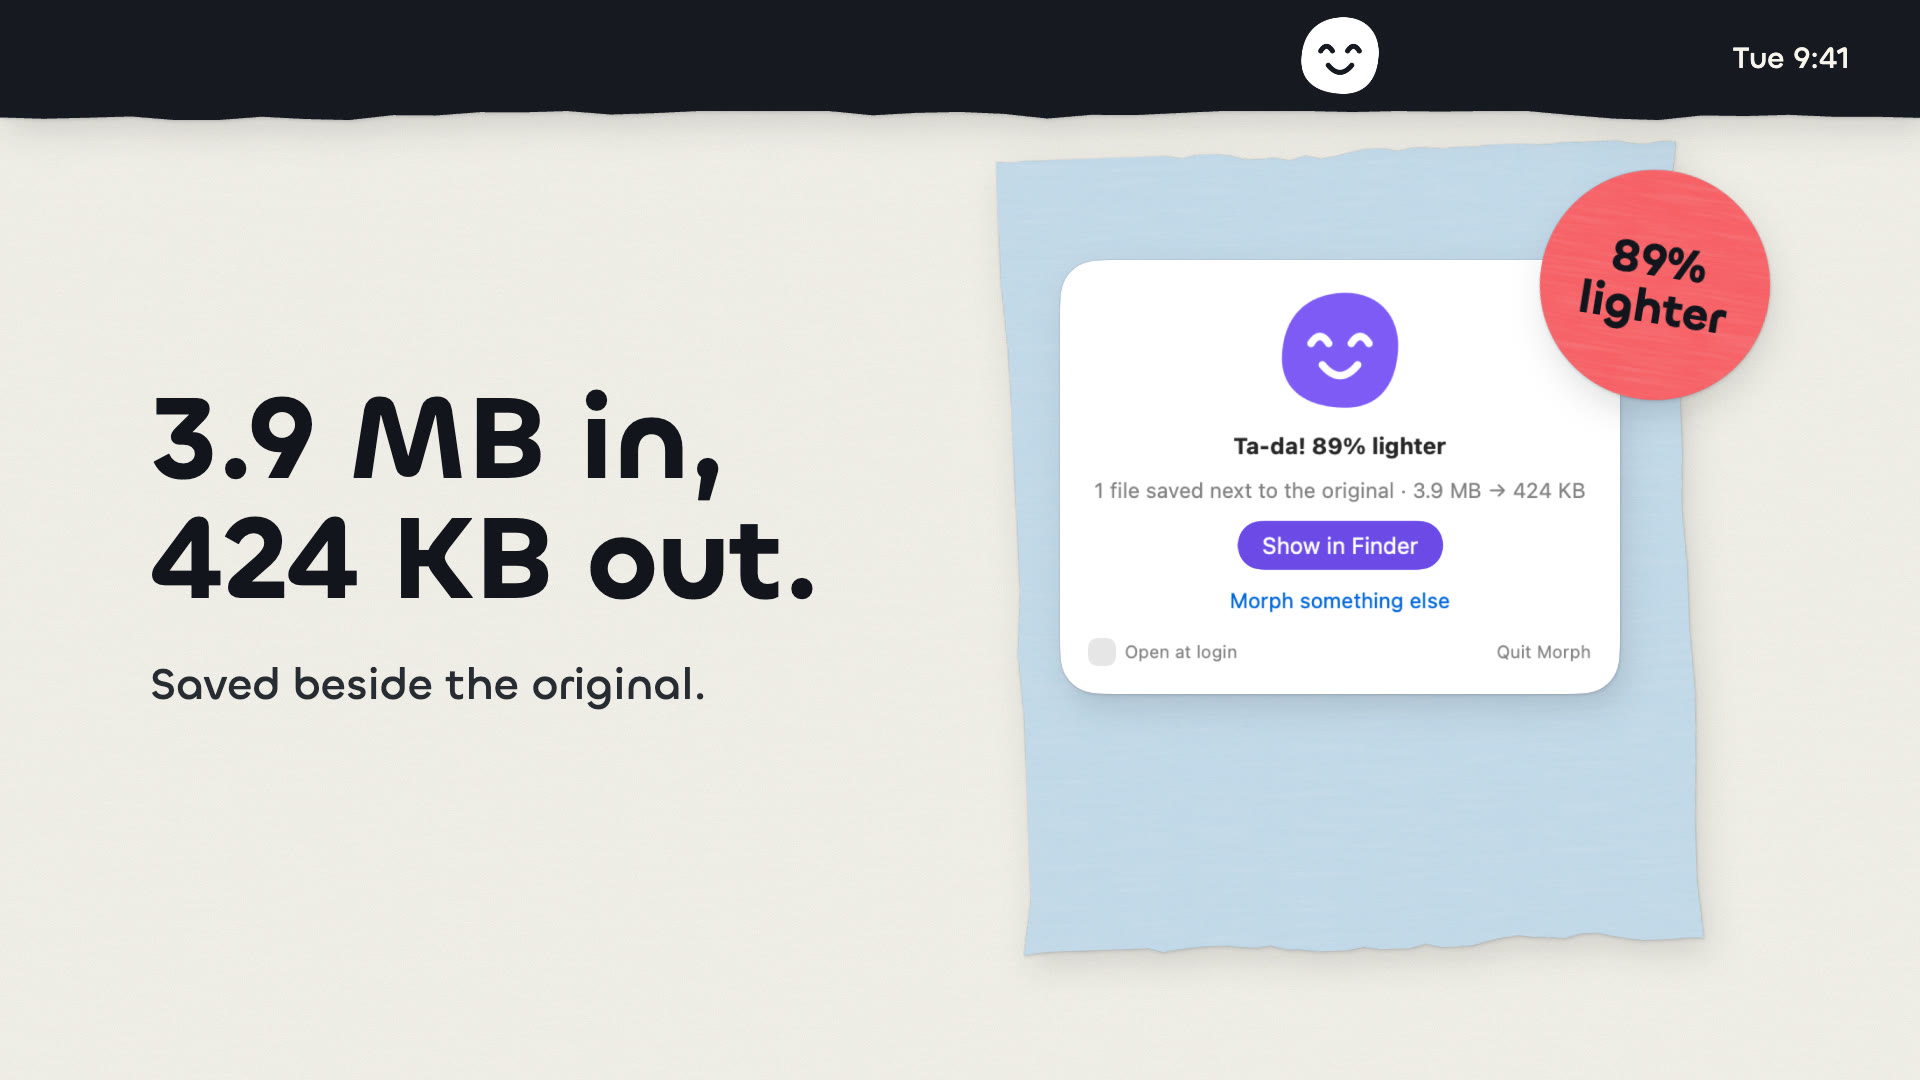 Tue 9:41
3.9 MB in,
424 KB out.
Saved beside the original.
89%
lighter
Ta-da! 89% lighter
1 file saved next to the original · 3.9 MB → 424 KB
Show in Finder
Morph something else
Open at login
Quit Morph